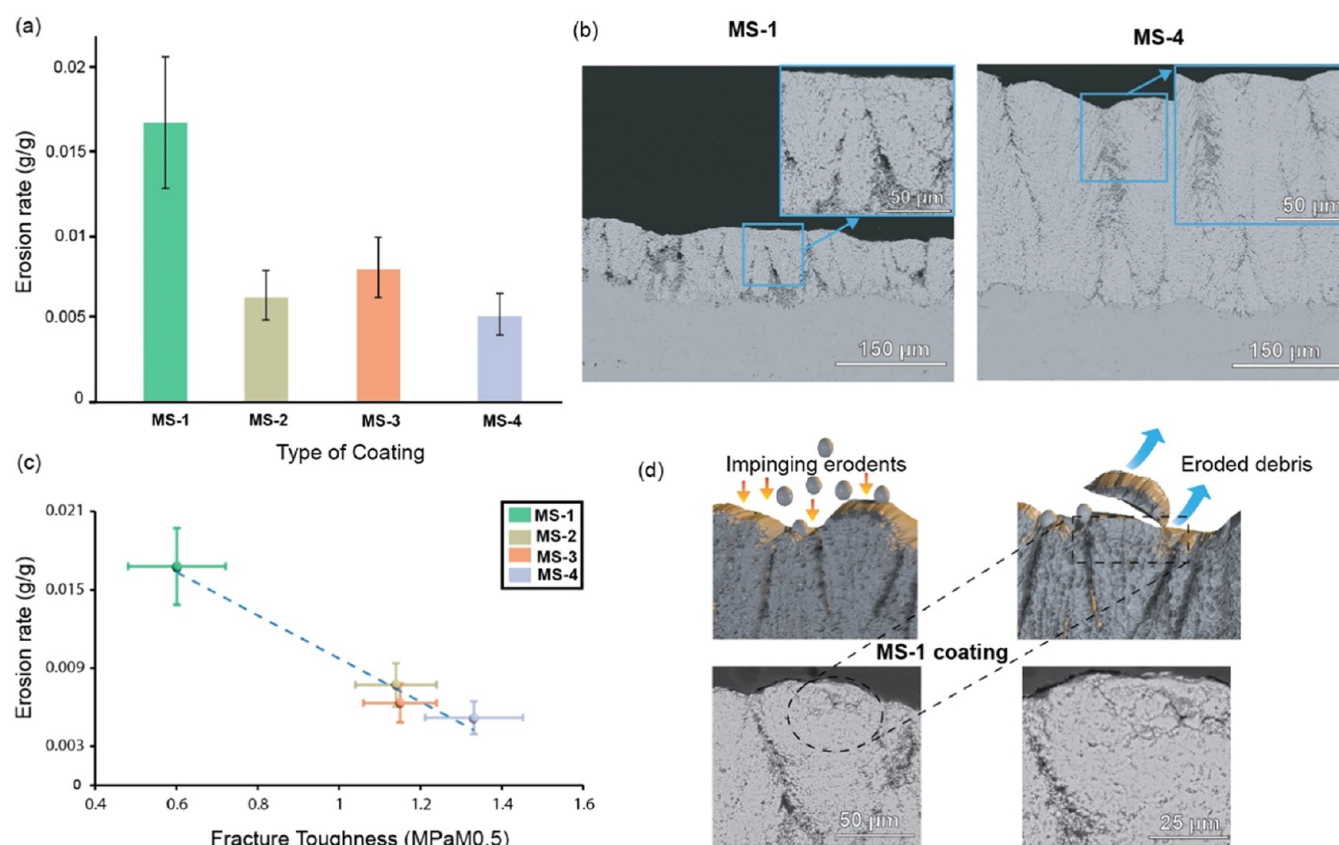 (a)
0.02
0.015
0.01
0.005
0
Erosion rate (g/g)
MS-1
MS-2
MS-3
MS-4
Type of Coating
(b)
MS-1
MS-4
50 µm
150 µm
50 µm
150 µm
(c)
0.021
0.015
0.009
0.003
0
Erosion rate (g/g)
MS-1
MS-2
MS-3
MS-4
0.4
0.6
0.8
1
1.2
1.4
1.6
Fracture Toughness (MPaM0.5)
(d)
Impinging erodents
Eroded debris
MS-1 coating
50 µm
25 µm